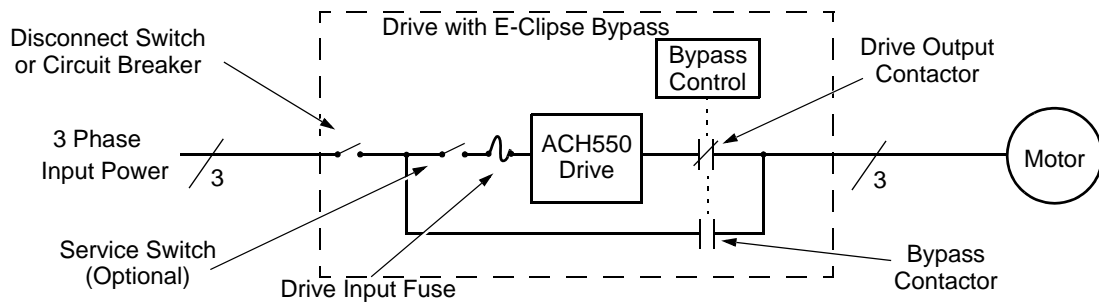 Drive with E-Clipse Bypass
Disconnect Switch
or Circuit Breaker
Bypass
Control
Drive Output
Contactor
3 Phase
Input Power
3
ACH550
Drive
3
Motor
Service Switch
(Optional)
Drive Input Fuse
Bypass
Contactor